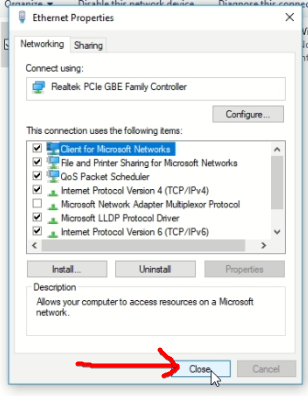 Organize Disable this network device Diagnose this connec
Ethernet Properties
Networking Sharing
Connect using:
Realtek PCIe GBE Family Controller
Configure...
This connection uses the following items:
Client for Microsoft Networks
File and Printer Sharing for Microsoft Networks
QoS Packet Scheduler
Internet Protocol Version 4 (TCP/IPv4)
Microsoft Network Adapter Multiplexor Protocol
Microsoft LLDP Protocol Driver
Internet Protocol Version 6 (TCP/IPv6)
Install... Uninstall Properties
Description
Allows your computer to access resources on a Microsoft
network.
Close Cancel